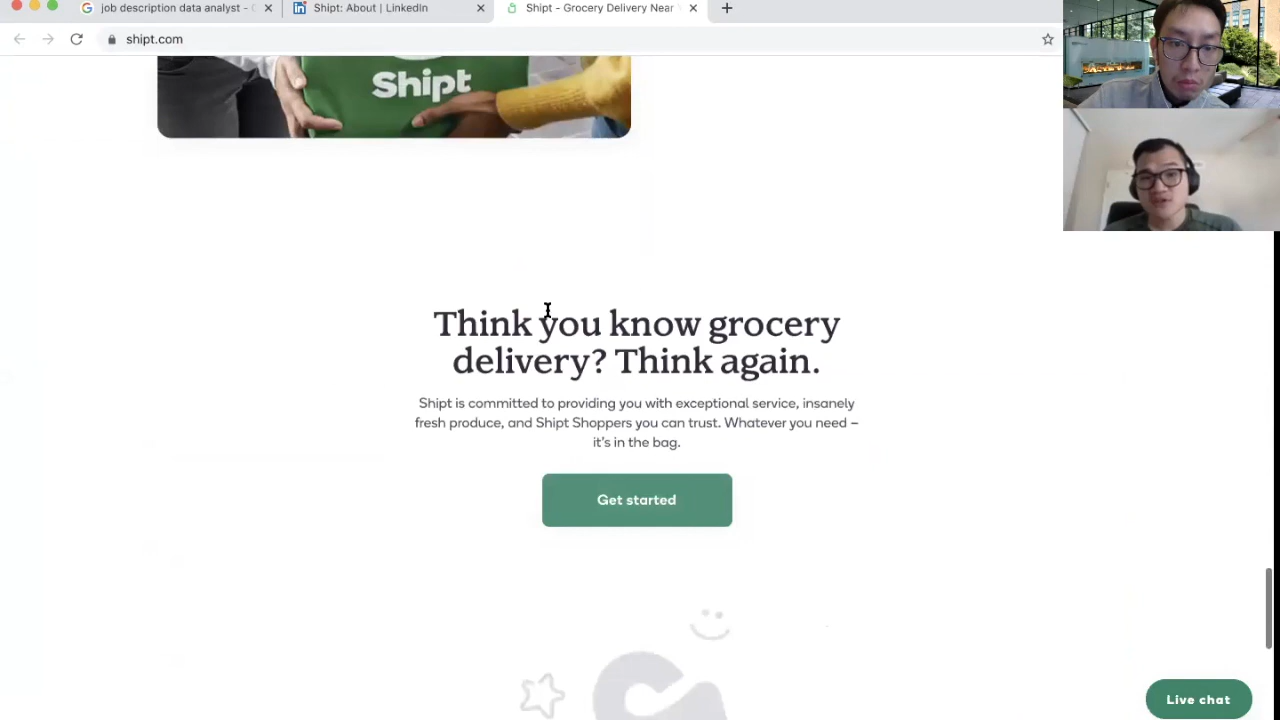 job description data analyst -
Shipt: About | LinkedIn
Shipt - Grocery Delivery Near
shipt.com
Shipt
Think you know grocery
delivery? Think again.
Shipt is committed to providing you with exceptional service, insanely
fresh produce, and Shipt Shoppers you can trust. Whatever you need –
it's in the bag.
Get started
Live chat